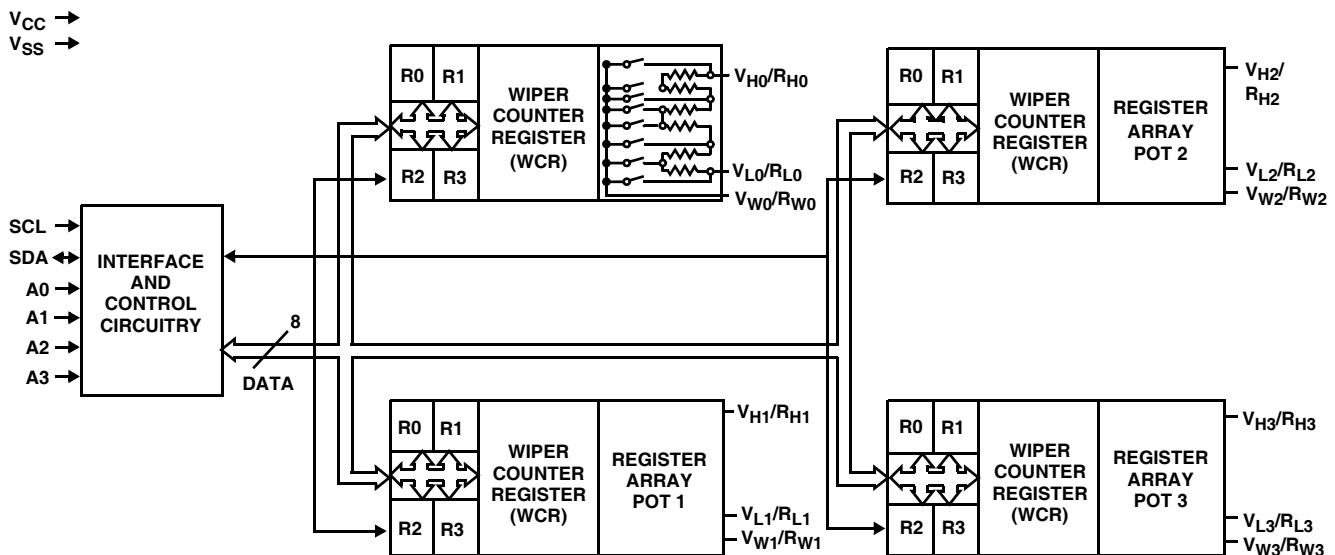 VCC
VSS
R0 R1
WIPER
COUNTER
REGISTER
(WCR)
R2 R3
VH0/RH0
VL0/RL0
VW0/RW0
R0 R1
WIPER
COUNTER
REGISTER
(WCR)
R2 R3
REGISTER
ARRAY
POT 2
VH2/
RH2
VL2/RL2
VW2/RW2
SCL
SDA
A0
A1
A2
A3
INTERFACE
AND
CONTROL
CIRCUITRY
8
DATA
R0 R1
WIPER
COUNTER
REGISTER
(WCR)
R2 R3
REGISTER
ARRAY
POT 1
VH1/RH1
VL1/RL1
VW1/RW1
R0 R1
WIPER
COUNTER
REGISTER
(WCR)
R2 R3
REGISTER
ARRAY
POT 3
VH3/RH3
VL3/RL3
VW3/RW3